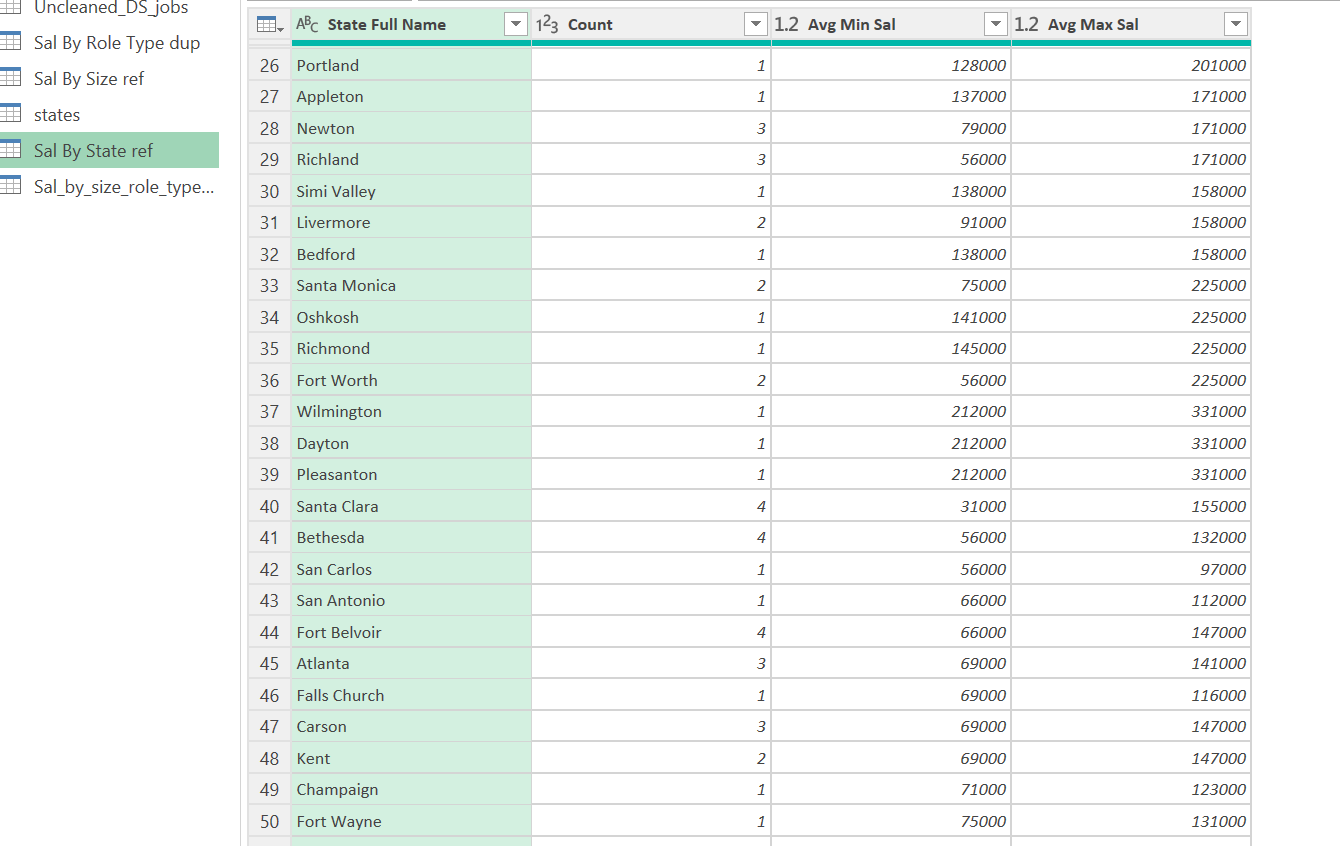 Uncleaned_DS_jobs
Sal By Role Type dup
Sal By Size ref
states
Sal By State ref
Sal_by_size_role_type...
ABC State Full Name 123 Count 1.2 Avg Min Sal 1.2 Avg Max Sal
26 Portland 1 128000 201000
27 Appleton 1 137000 171000
28 Newton 3 79000 171000
29 Richland 3 56000 171000
30 Simi Valley 1 138000 158000
31 Livermore 2 91000 158000
32 Bedford 1 138000 158000
33 Santa Monica 2 75000 225000
34 Oshkosh 1 141000 225000
35 Richmond 1 145000 225000
36 Fort Worth 2 56000 225000
37 Wilmington 1 212000 331000
38 Dayton 1 212000 331000
39 Pleasanton 1 212000 331000
40 Santa Clara 4 31000 155000
41 Bethesda 4 56000 132000
42 San Carlos 1 56000 97000
43 San Antonio 1 66000 112000
44 Fort Belvoir 4 66000 147000
45 Atlanta 3 69000 141000
46 Falls Church 1 69000 116000
47 Carson 3 69000 147000
48 Kent 2 69000 147000
49 Champaign 1 71000 123000
50 Fort Wayne 1 75000 131000